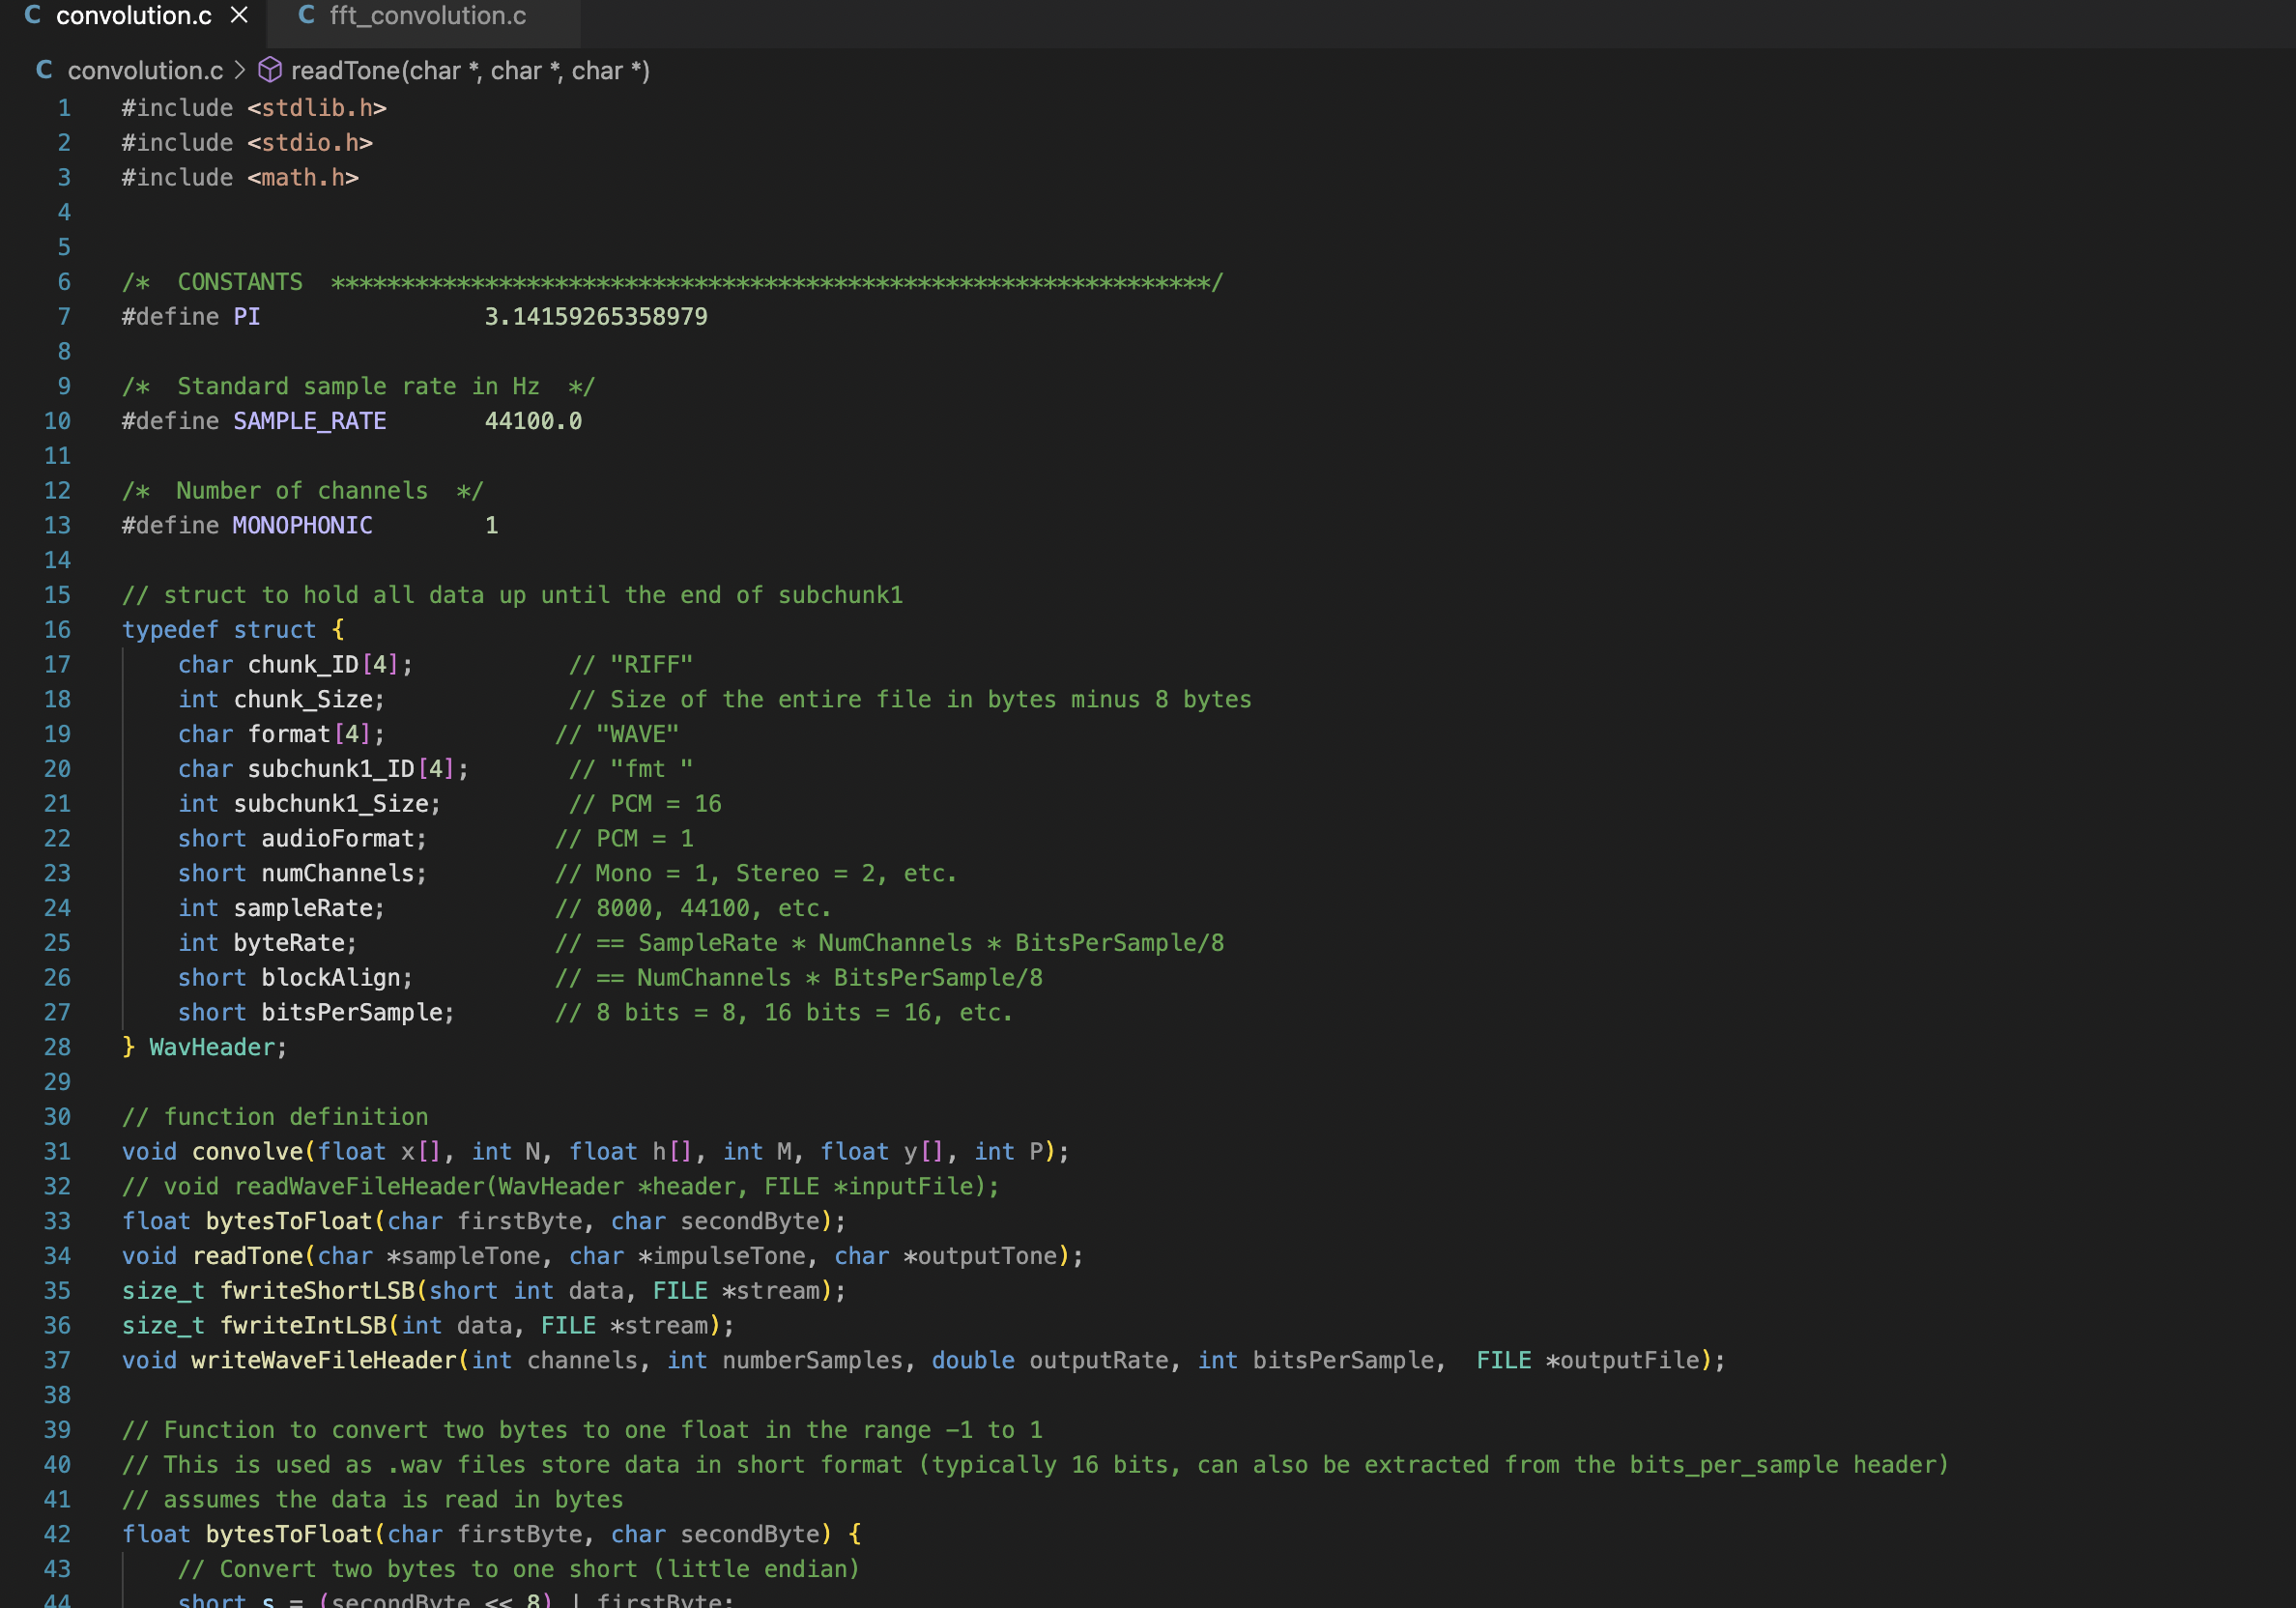 C convolution.c × C fft_convolution.c
C convolution.c > readTone(char *, char *, char *)
1 #include <stdlib.h>
2 #include <stdio.h>
3 #include <math.h>
4
5
6 /*  CONSTANTS  ***************************************************************/
7 #define PI                3.14159265358979
8
9 /*  Standard sample rate in Hz  */
10 #define SAMPLE_RATE       44100.0
11
12 /*  Number of channels  */
13 #define MONOPHONIC        1
14
15 // struct to hold all data up until the end of subchunk1
16 typedef struct {
17     char chunk_ID[4];           // "RIFF"
18     int chunk_Size;             // Size of the entire file in bytes minus 8 bytes
19     char format[4];            // "WAVE"
20     char subchunk1_ID[4];       // "fmt "
21     int subchunk1_Size;         // PCM = 16
22     short audioFormat;         // PCM = 1
23     short numChannels;         // Mono = 1, Stereo = 2, etc.
24     int sampleRate;            // 8000, 44100, etc.
25     int byteRate;              // == SampleRate * NumChannels * BitsPerSample/8
26     short blockAlign;          // == NumChannels * BitsPerSample/8
27     short bitsPerSample;       // 8 bits = 8, 16 bits = 16, etc.
28 } WavHeader;
29
30 // function definition
31 void convolve(float x[], int N, float h[], int M, float y[], int P);
32 // void readWaveFileHeader(WavHeader *header, FILE *inputFile);
33 float bytesToFloat(char firstByte, char secondByte);
34 void readTone(char *sampleTone, char *impulseTone, char *outputTone);
35 size_t fwriteShortLSB(short int data, FILE *stream);
36 size_t fwriteIntLSB(int data, FILE *stream);
37 void writeWaveFileHeader(int channels, int numberSamples, double outputRate, int bitsPerSample,  FILE *outputFile);
38
39 // Function to convert two bytes to one float in the range -1 to 1
40 // This is used as .wav files store data in short format (typically 16 bits, can also be extracted from the bits_per_sample header)
41 // assumes the data is read in bytes
42 float bytesToFloat(char firstByte, char secondByte) {
43     // Convert two bytes to one short (little endian)
44     short s = (secondByte << 8) | firstByte;